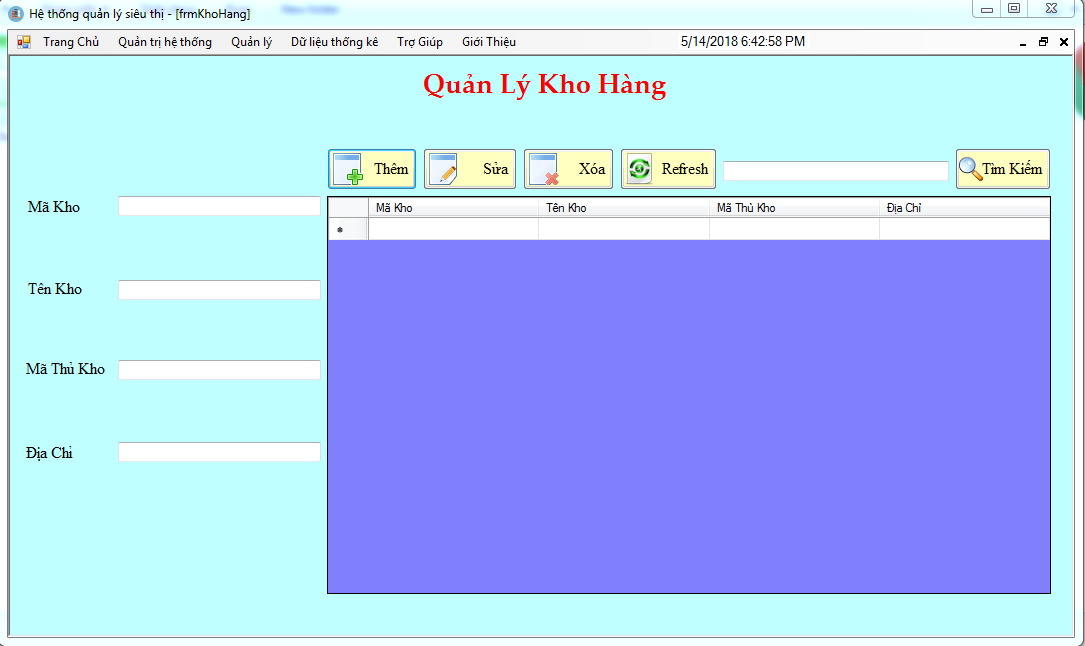 Hệ thống quản lý siêu thị - [frmKhoHang]
Trang Chủ Quản trị hệ thống Quản lý Dữ liệu thống kê Trợ Giúp Giới Thiệu 5/14/2018 6:42:58 PM
Quản Lý Kho Hàng
Thêm Sửa Xóa Refresh Tìm Kiếm
Mã Kho
Tên Kho
Mã Thủ Kho
Địa Chỉ
Mã Kho Tên Kho Mã Thủ Kho Địa Chỉ